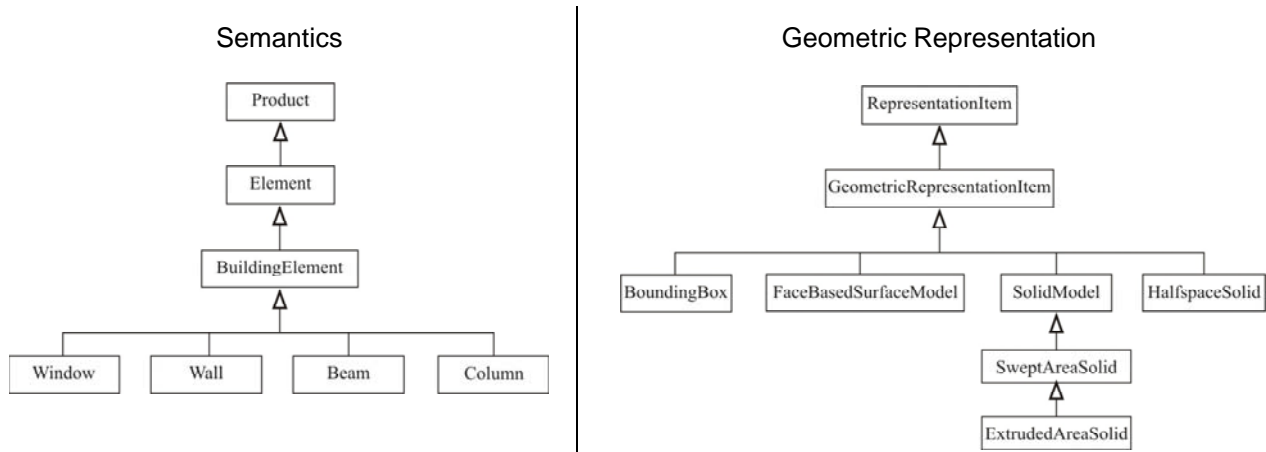 Semantics
Product
Element
BuildingElement
Window
Wall
Beam
Column
Geometric Representation
RepresentationItem
GeometricRepresentationItem
BoundingBox
FaceBasedSurfaceModel
SolidModel
HalfspaceSolid
SweptAreaSolid
ExtrudedAreaSolid